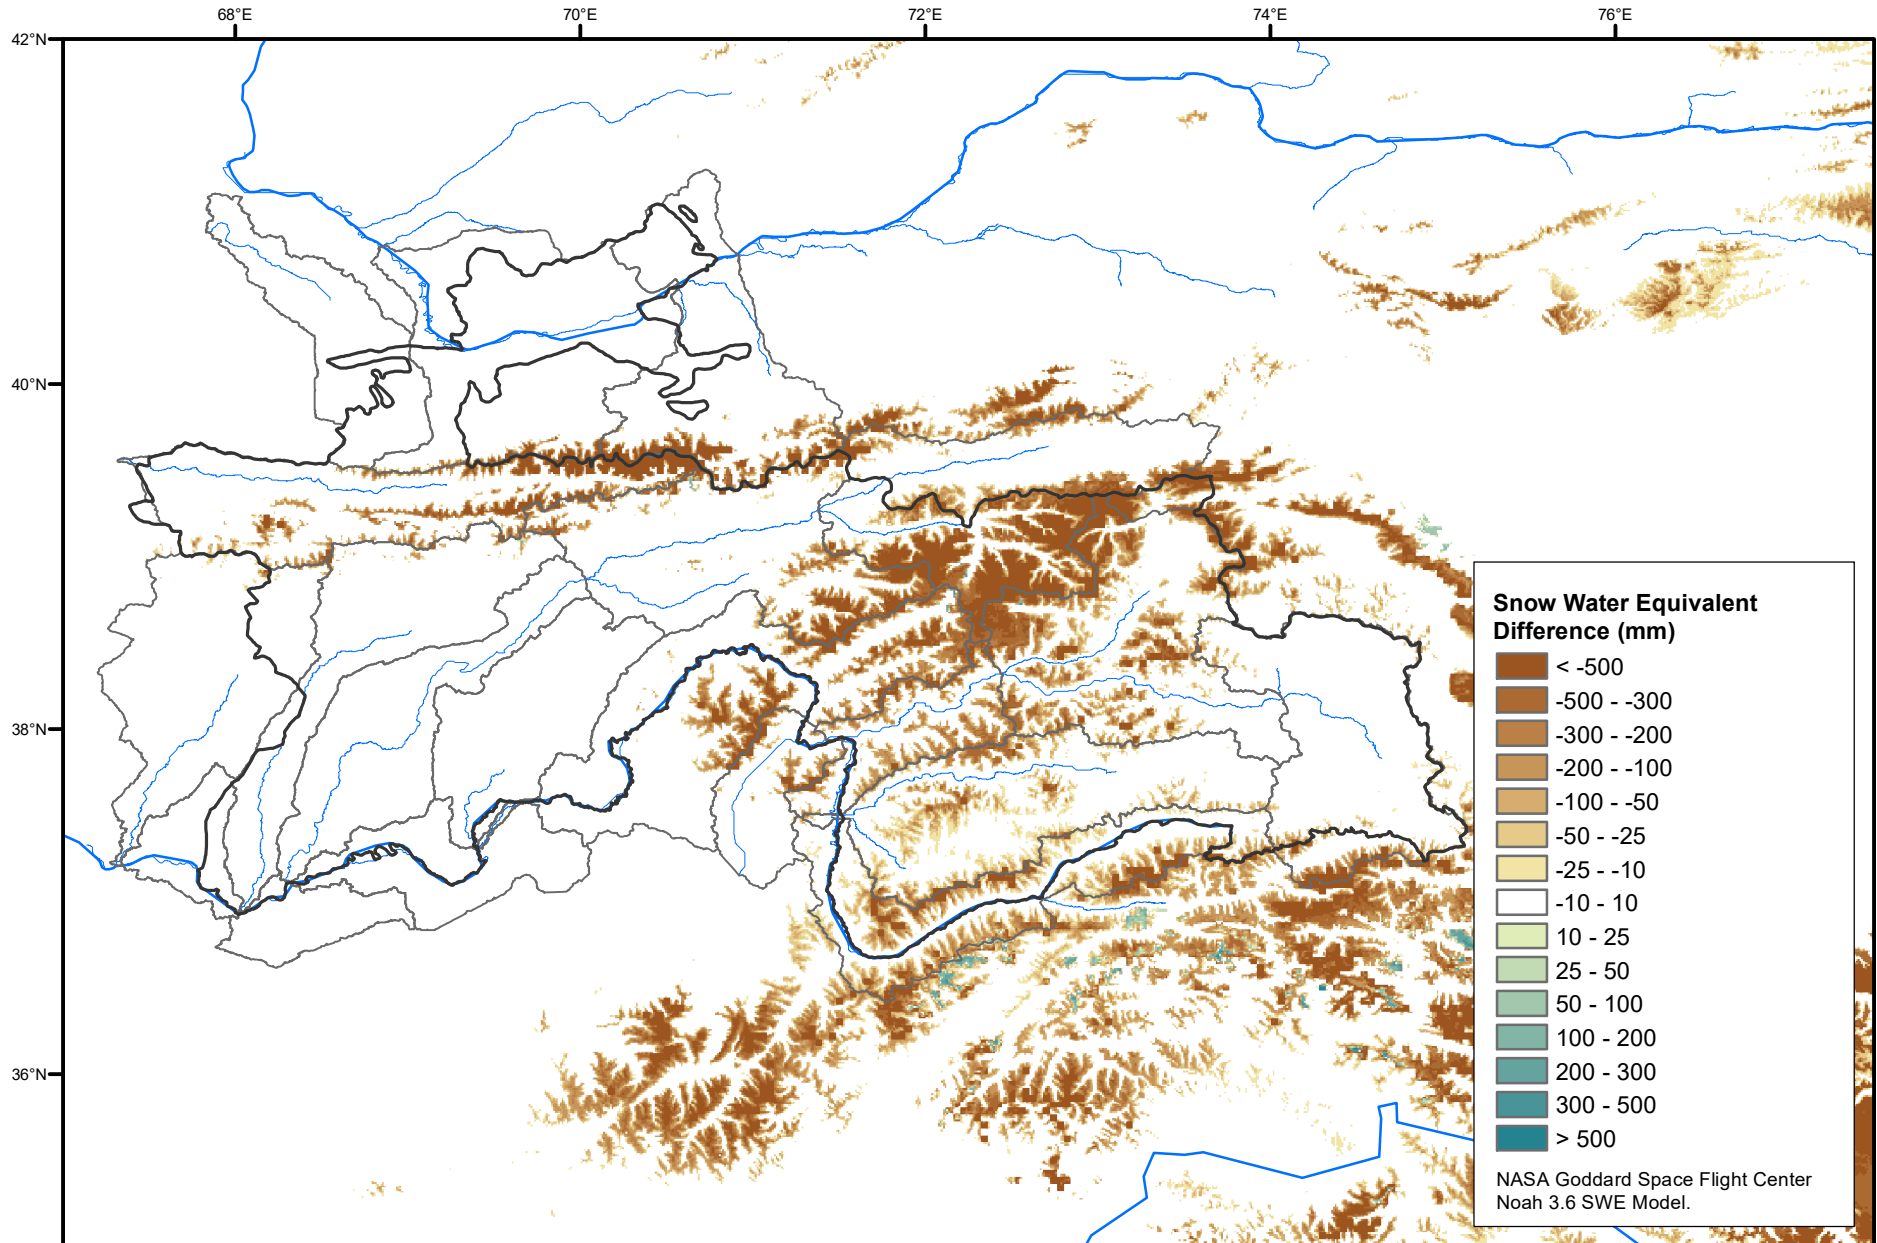 68°E
70°E
72°E
74°E
76°E
42°N
40°N
38°N
36°N
Snow Water Equivalent
Difference (mm)
< -500
-500 - -300
-300 - -200
-200 - -100
-100 - -50
-50 - -25
-25 - -10
-10 - 10
10 - 25
25 - 50
50 - 100
100 - 200
200 - 300
300 - 500
> 500
NASA Goddard Space Flight Center
Noah 3.6 SWE Model.